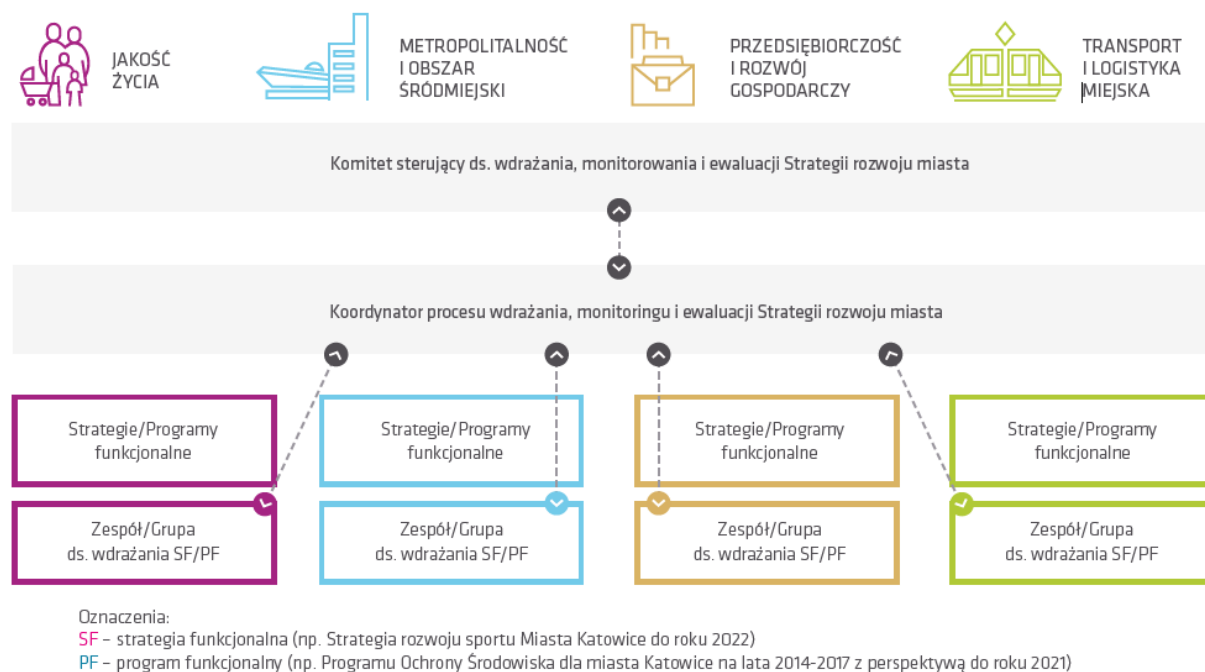 JAKOŚĆ
ŻYCIA
METROPOLITALNOŚĆ
I OBSZAR
ŚRÓDMIEJSKI
PRZEDSIĘBIORCZOŚĆ
I ROZWÓJ
GOSPODARCZY
TRANSPORT
I LOGISTYKA
MIEJSKA
Komitet sterujący ds. wdrażania, monitorowania i ewaluacji Strategii rozwoju miasta
Koordynator procesu wdrażania, monitoringu i ewaluacji Strategii rozwoju miasta
Strategie/Programy
funkcjonalne
Strategie/Programy
funkcjonalne
Strategie/Programy
funkcjonalne
Strategie/Programy
funkcjonalne
Zespół/Grupa
ds. wdrażania SF/PF
Zespół/Grupa
ds. wdrażania SF/PF
Zespół/Grupa
ds. wdrażania SF/PF
Zespół/Grupa
ds. wdrażania SF/PF
Oznaczenia:
SF – strategia funkcjonalna (np. Strategia rozwoju sportu Miasta Katowice do roku 2022)
PF – program funkcjonalny (np. Programu Ochrony Środowiska dla miasta Katowice na lata 2014-2017 z perspektywą do roku 2021)